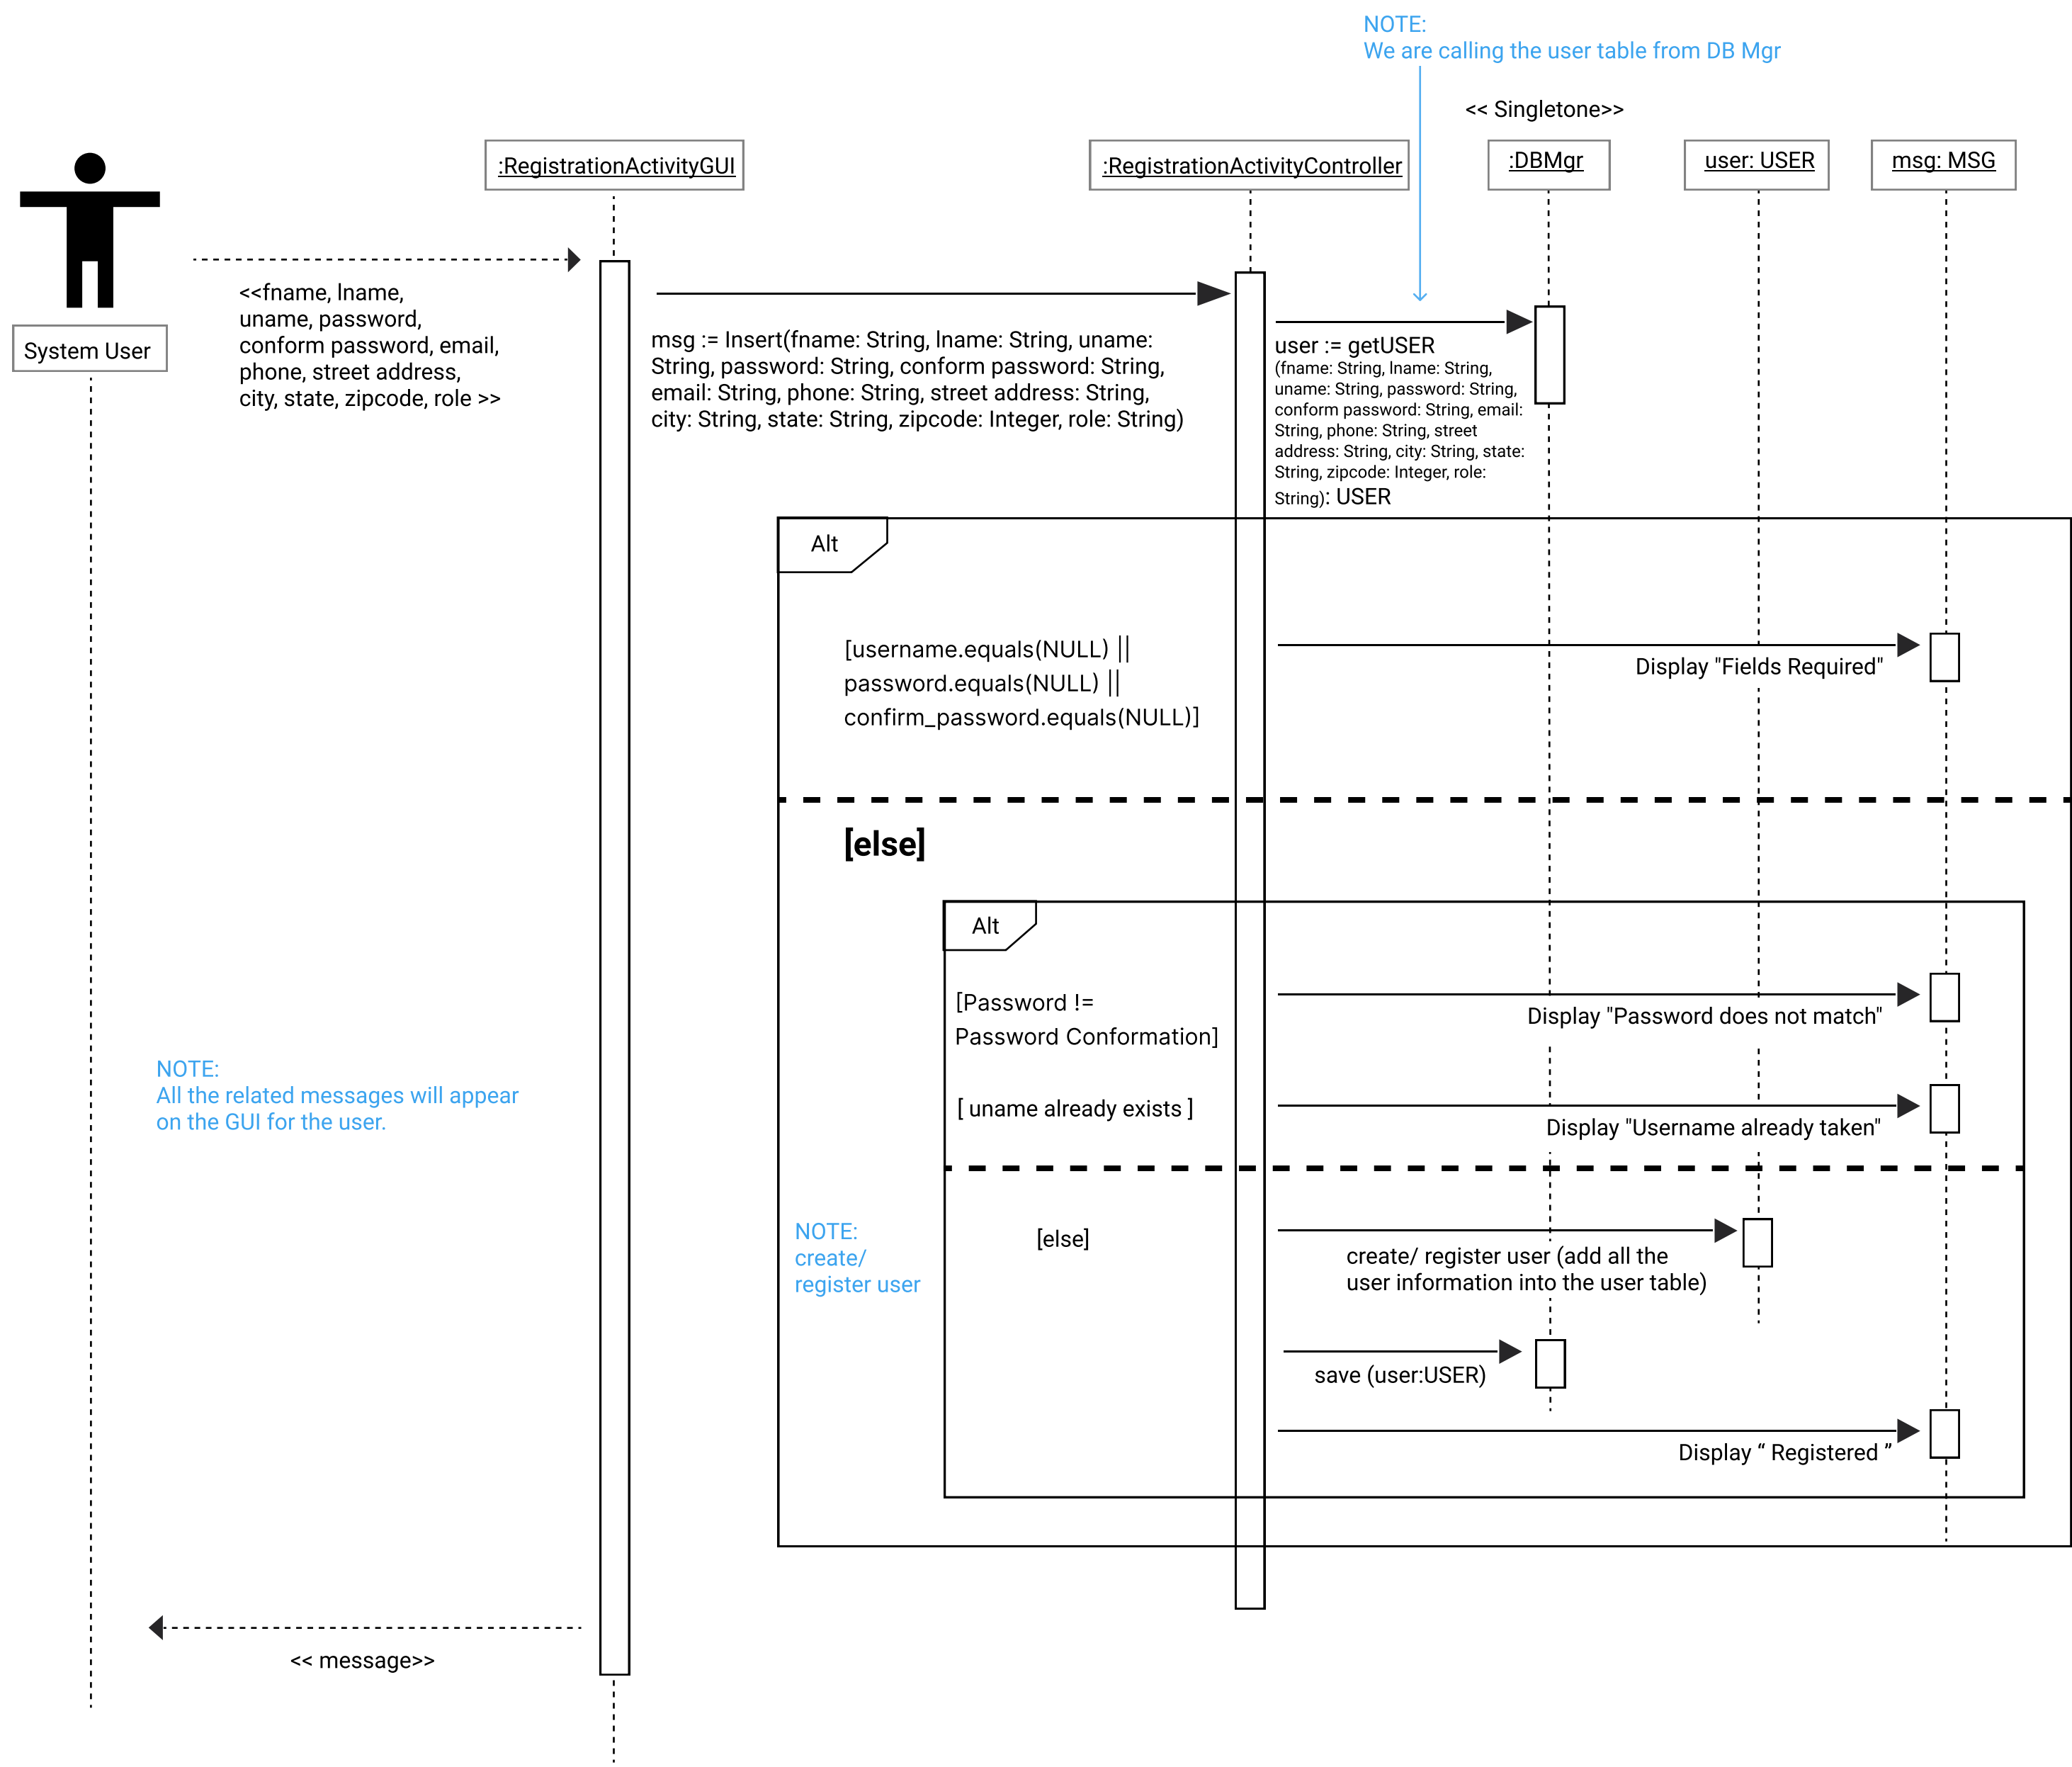 NOTE:
We are calling the user table from DB Mgr
<< Singletone>>
:RegistrationActivityGUI
:RegistrationActivityController
:DBMgr
user: USER
msg: MSG
System User
<<fname, lname,
uname, password,
conform password, email,
phone, street address,
city, state, zipcode, role >>
msg := Insert(fname: String, lname: String, uname:
String, password: String, conform password: String,
email: String, phone: String, street address: String,
city: String, state: String, zipcode: Integer, role: String)
user := getUSER
(fname: String, lname: String,
uname: String, password: String,
conform password: String, email:
String, phone: String, street
address: String, city: String, state:
String, zipcode: Integer, role:
String): USER
Alt
[username.equals(NULL) ||
password.equals(NULL) ||
confirm_password.equals(NULL)]
Display "Fields Required"
[else]
Alt
[Password !=
Password Conformation]
Display "Password does not match"
NOTE:
All the related messages will appear
on the GUI for the user.
[ uname already exists ]
Display "Username already taken"
NOTE:
create/
register user
[else]
create/ register user (add all the
user information into the user table)
save (user:USER)
Display “ Registered ”
<< message>>